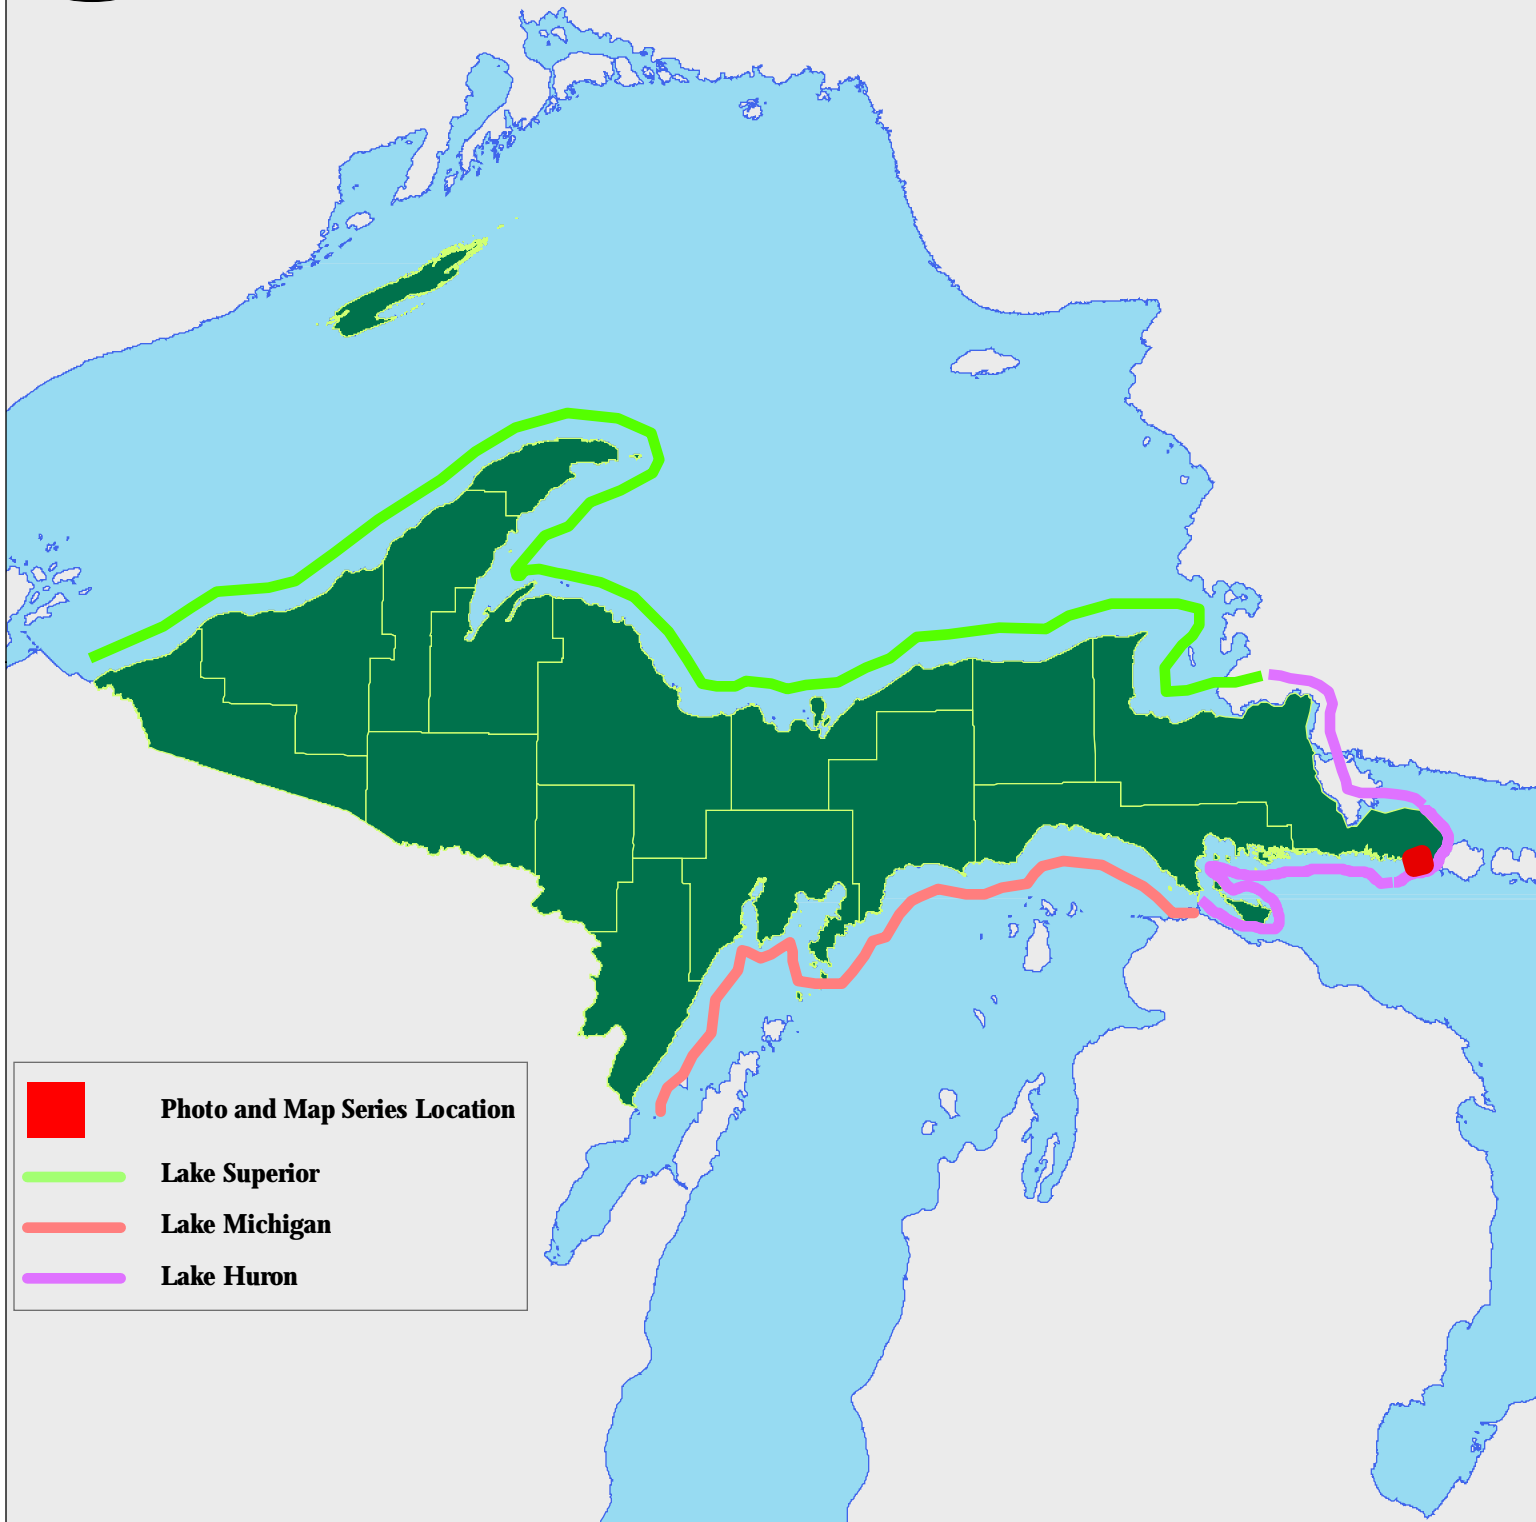 Photo and Map Series Location
Lake Superior
Lake Michigan
Lake Huron